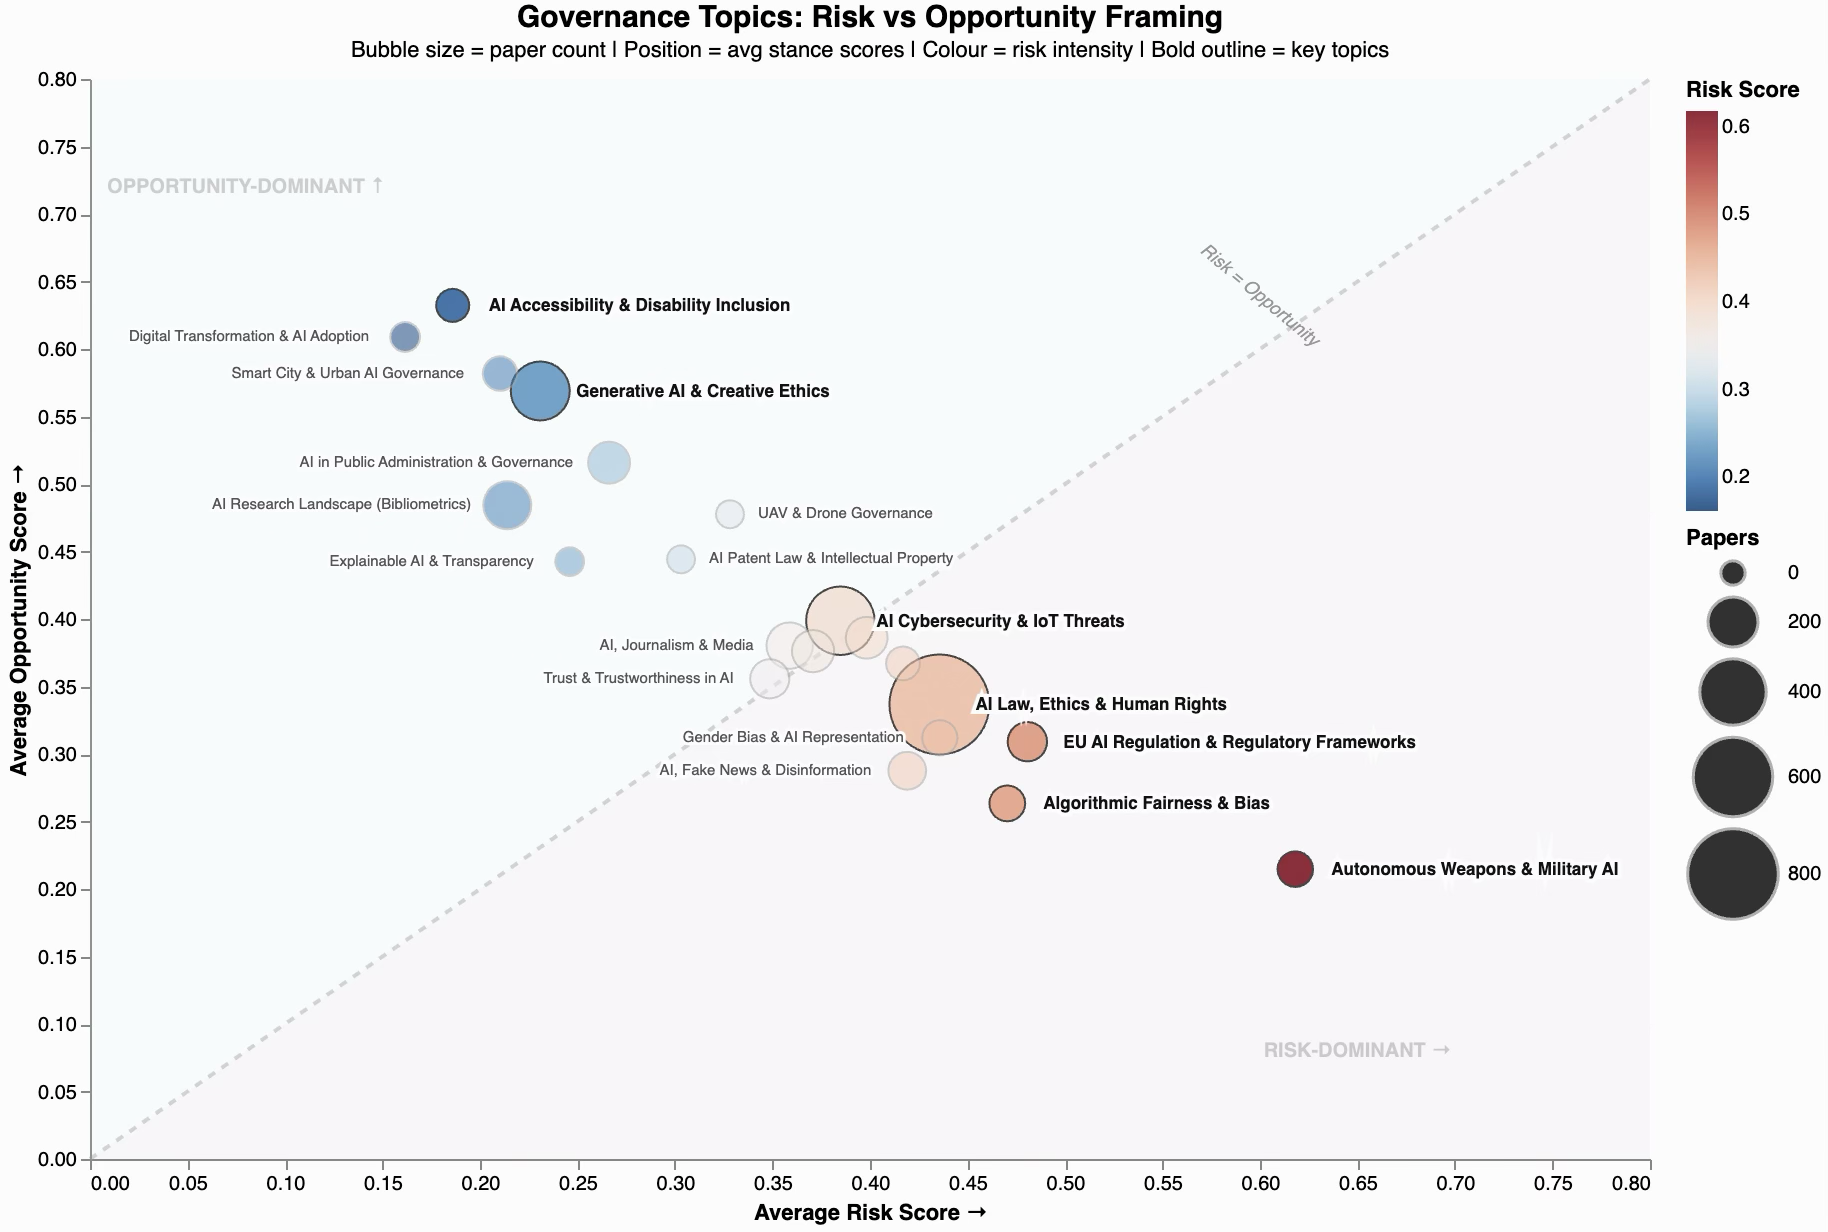 Governance Topics: Risk vs Opportunity Framing
Bubble size = paper count | Position = avg stance scores | Colour = risk intensity | Bold outline = key topics
Average Opportunity Score →
0.80
0.75
0.70
0.65
0.60
0.55
0.50
0.45
0.40
0.35
0.30
0.25
0.20
0.15
0.10
0.05
0.00
OPPORTUNITY-DOMINANT ↑
Risk = Opportunity
AI Accessibility & Disability Inclusion
Digital Transformation & AI Adoption
Smart City & Urban AI Governance
Generative AI & Creative Ethics
AI in Public Administration & Governance
AI Research Landscape (Bibliometrics)
UAV & Drone Governance
Explainable AI & Transparency
AI Patent Law & Intellectual Property
AI Cybersecurity & IoT Threats
AI, Journalism & Media
Trust & Trustworthiness in AI
AI Law, Ethics & Human Rights
Gender Bias & AI Representation
EU AI Regulation & Regulatory Frameworks
AI, Fake News & Disinformation
Algorithmic Fairness & Bias
Autonomous Weapons & Military AI
RISK-DOMINANT →
0.00 0.05 0.10 0.15 0.20 0.25 0.30 0.35 0.40 0.45 0.50 0.55 0.60 0.65 0.70 0.75 0.80
Average Risk Score →
Risk Score
0.6
0.5
0.4
0.3
0.2
Papers
0
200
400
600
800